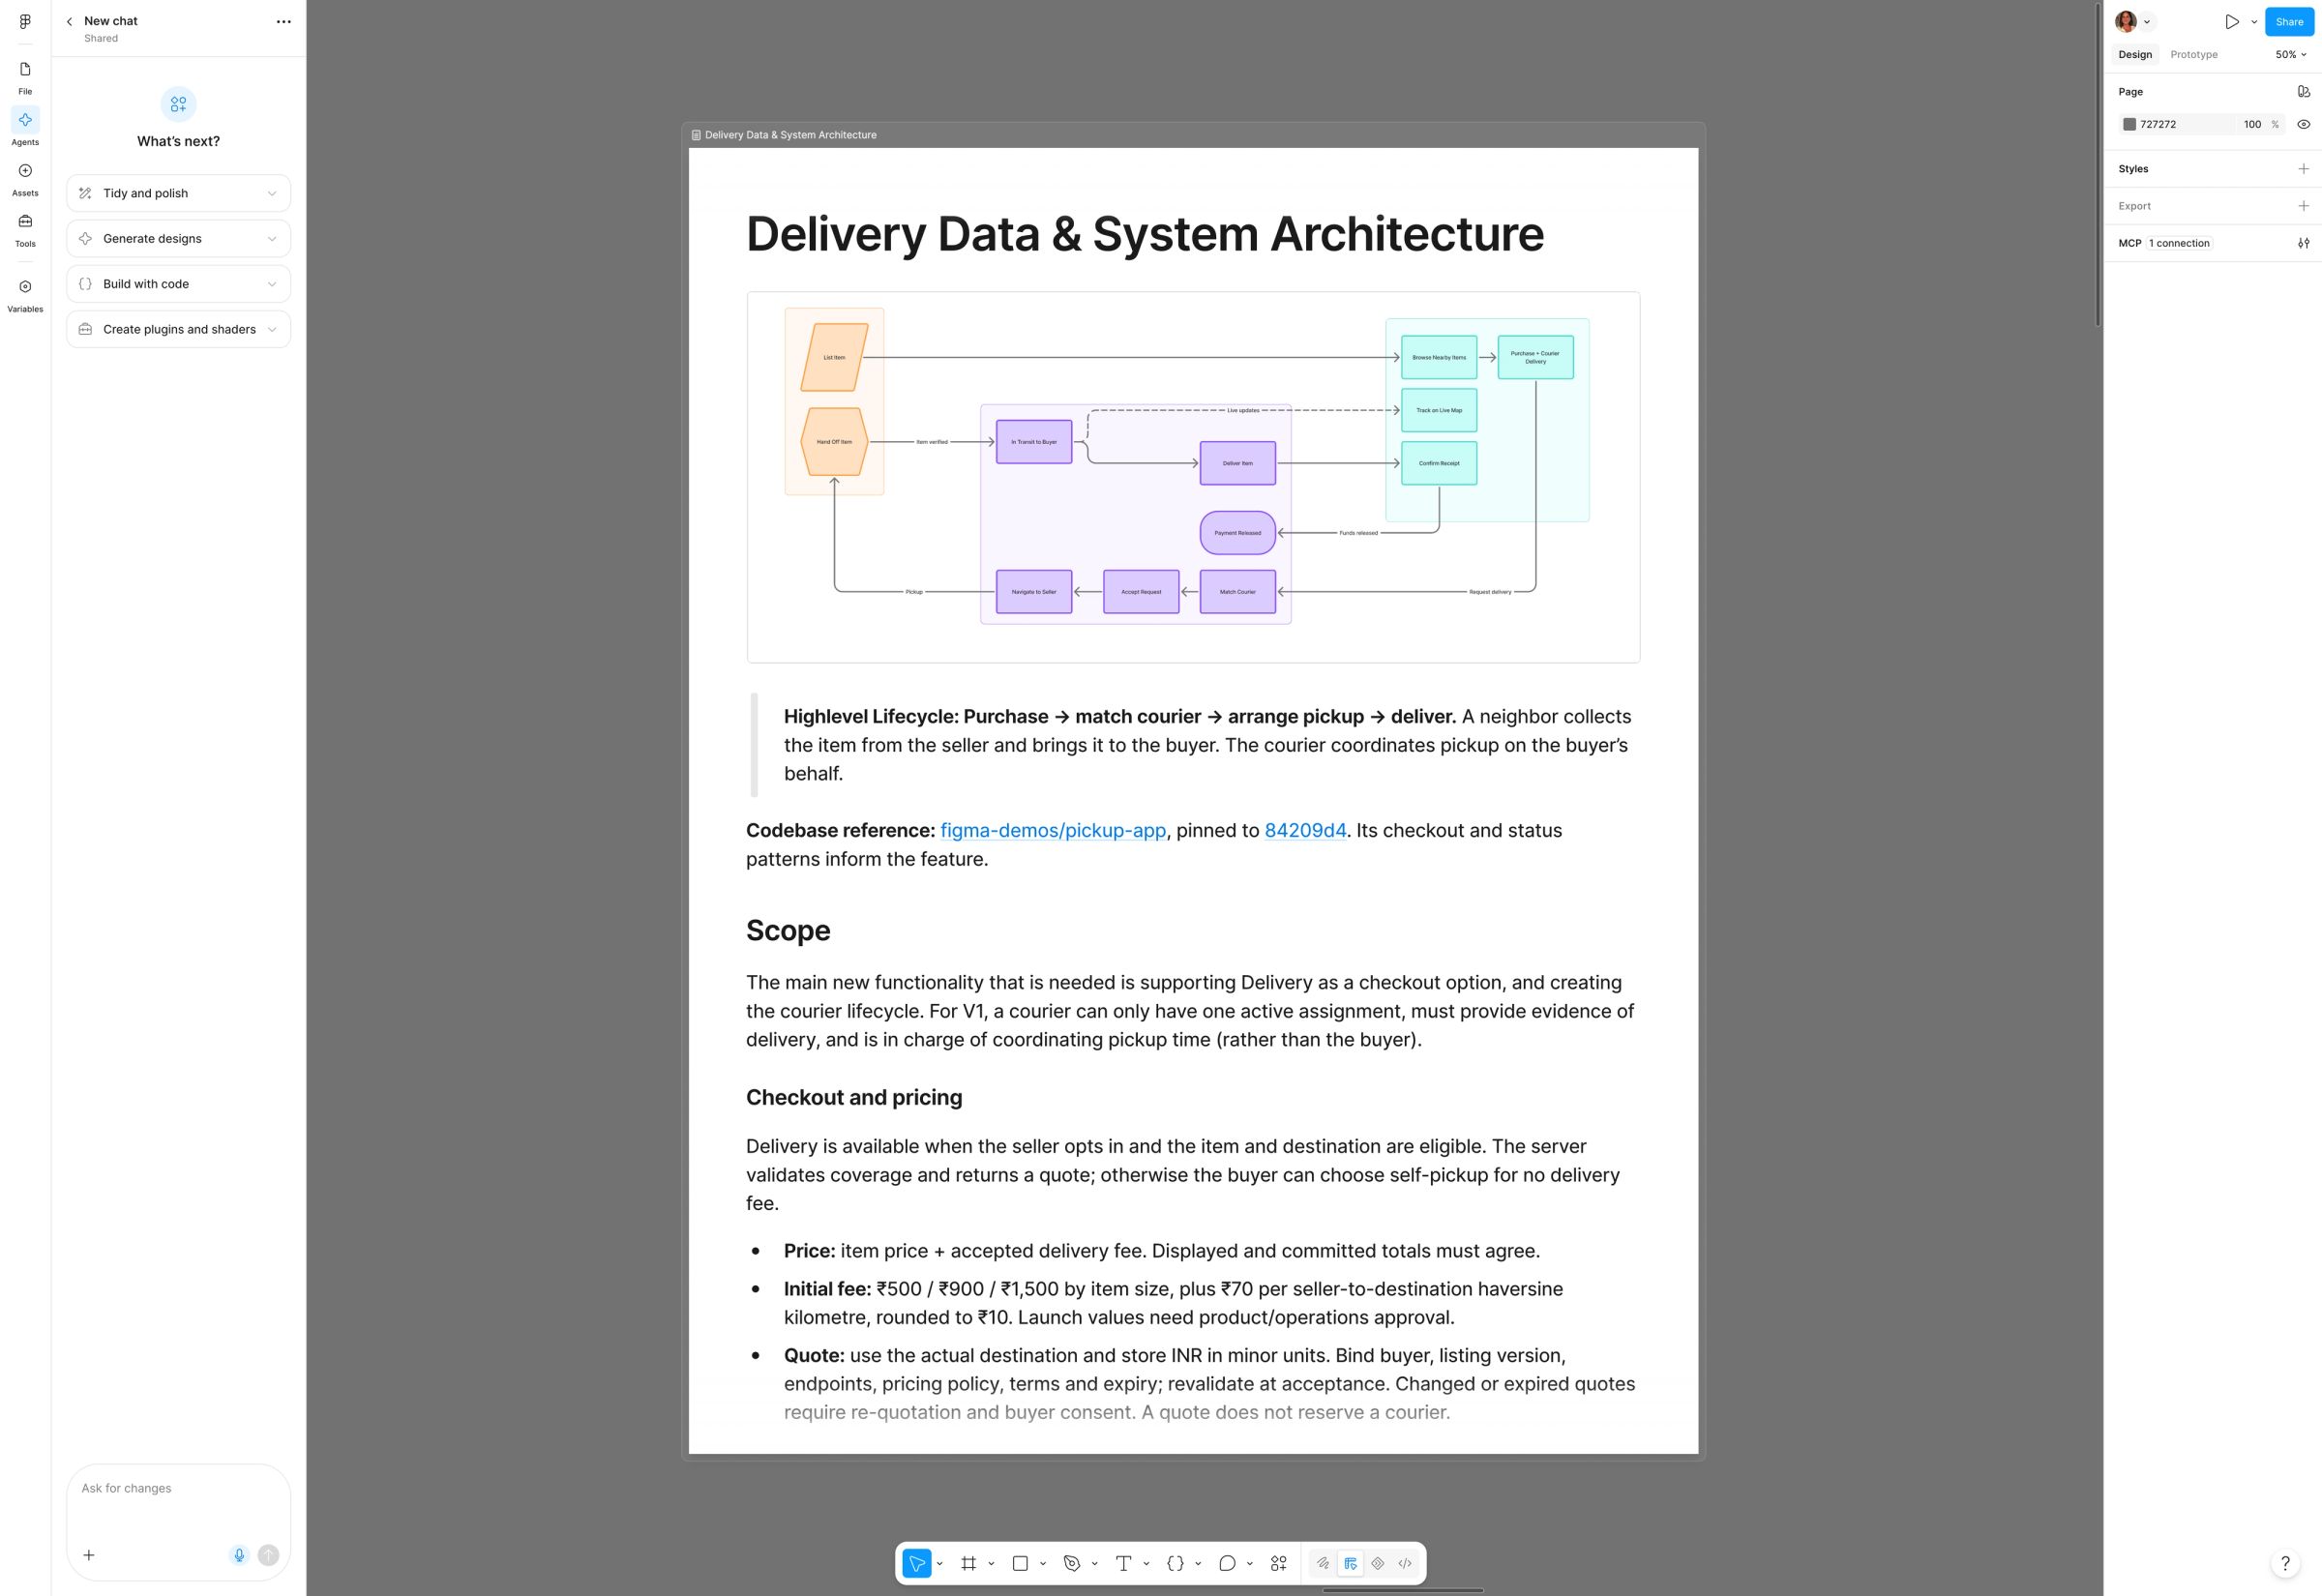 New chat
Shared
File
Agents
Assets
Tools
Variables
What's next?
Tidy and polish
Generate designs
Build with code
Create plugins and shaders
Ask for changes
Delivery Data & System Architecture
Delivery Data & System Architecture
List Item
Browse Nearby Items
Purchase + Courier
Delivery
Live updates
Track on Live Map
Hand Off Item
Item verified
In Transit to Buyer
Deliver Item
Confirm Receipt
Payment Released
Funds released
Pickup
Navigate to Seller
Accept Request
Match Courier
Request delivery
Highlevel Lifecycle: Purchase → match courier → arrange pickup → deliver. A neighbor collects
the item from the seller and brings it to the buyer. The courier coordinates pickup on the buyer’s
behalf.
Codebase reference: figma-demos/pickup-app, pinned to 84209d4. Its checkout and status
patterns inform the feature.
Scope
The main new functionality that is needed is supporting Delivery as a checkout option, and creating
the courier lifecycle. For V1, a courier can only have one active assignment, must provide evidence of
delivery, and is in charge of coordinating pickup time (rather than the buyer).
Checkout and pricing
Delivery is available when the seller opts in and the item and destination are eligible. The server
validates coverage and returns a quote; otherwise the buyer can choose self-pickup for no delivery
fee.
• Price: item price + accepted delivery fee. Displayed and committed totals must agree.
• Initial fee: ₹500 / ₹900 / ₹1,500 by item size, plus ₹70 per seller-to-destination haversine
kilometre, rounded to ₹10. Launch values need product/operations approval.
• Quote: use the actual destination and store INR in minor units. Bind buyer, listing version,
endpoints, pricing policy, terms and expiry; revalidate at acceptance. Changed or expired quotes
require re-quotation and buyer consent. A quote does not reserve a courier.
Share
Design
Prototype
50%
Page
727272
100 %
Styles
Export
MCP 1 connection
?